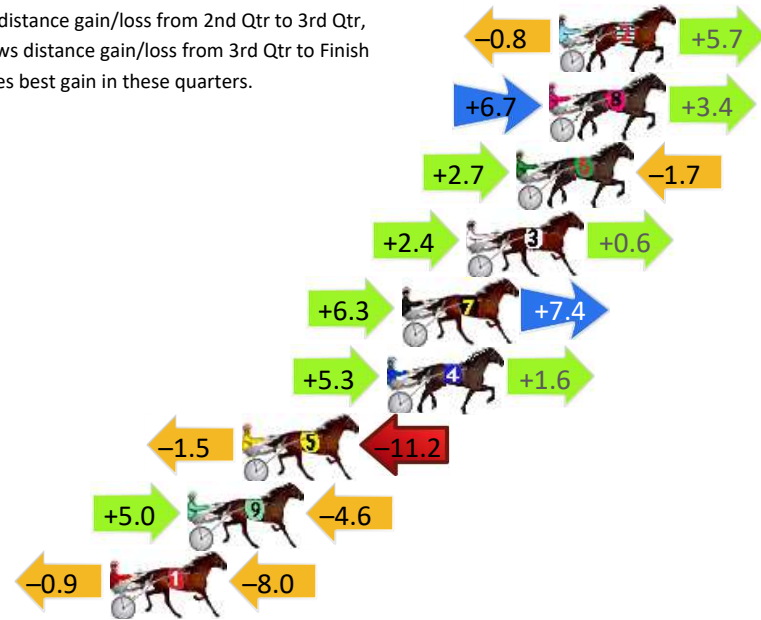 distance gain/loss from 2nd Qtr to 3rd Qtr,
ws distance gain/loss from 3rd Qtr to Finish
es best gain in these quarters.
–0.8 +5.7
+6.7 8 +3.4
+2.7 –1.7
+2.4 3 +0.6
+6.3 7 +7.4
+5.3 4 +1.6
–1.5 5 –11.2
+5.0 9 –4.6
–0.9 1 –8.0